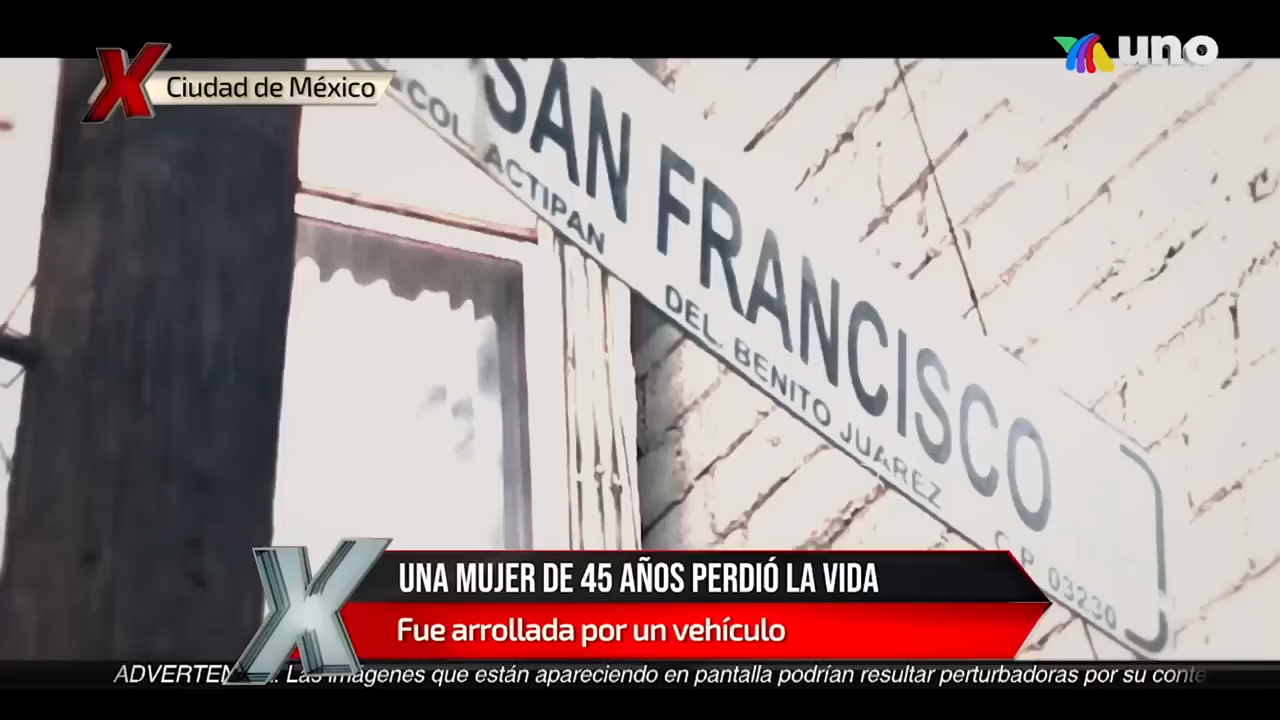 uno
Ciudad de México
SAN FRANCISCO
COL. ACTIPAN
DEL. BENITO JUAREZ
C.P. 03230
UNA MUJER DE 45 AÑOS PERDIÓ LA VIDA
Fue arrollada por un vehículo
Las imágenes que están apareciendo en pantalla podrían resultar perturbadoras por su